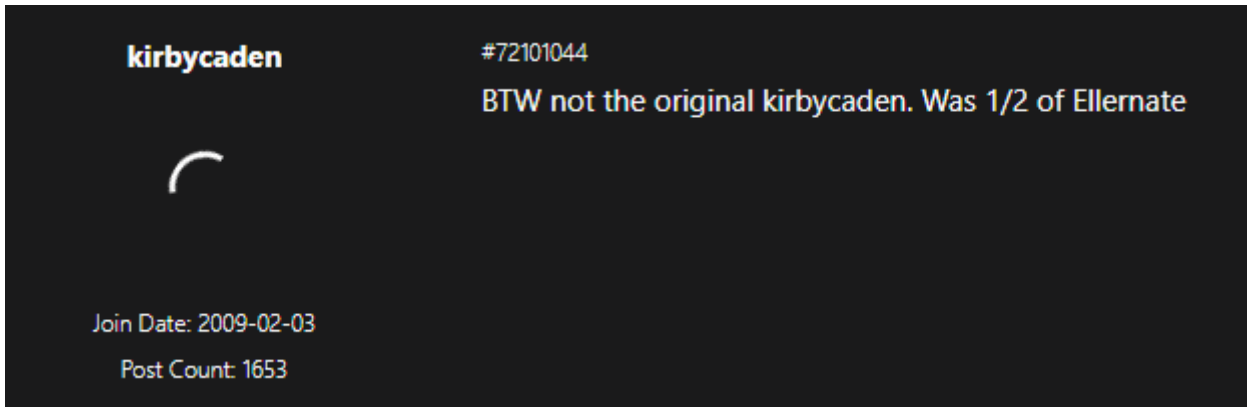 kirbycaden
#72101044
BTW not the original kirbycaden. Was 1/2 of Ellernate
Join Date: 2009-02-03
Post Count: 1653